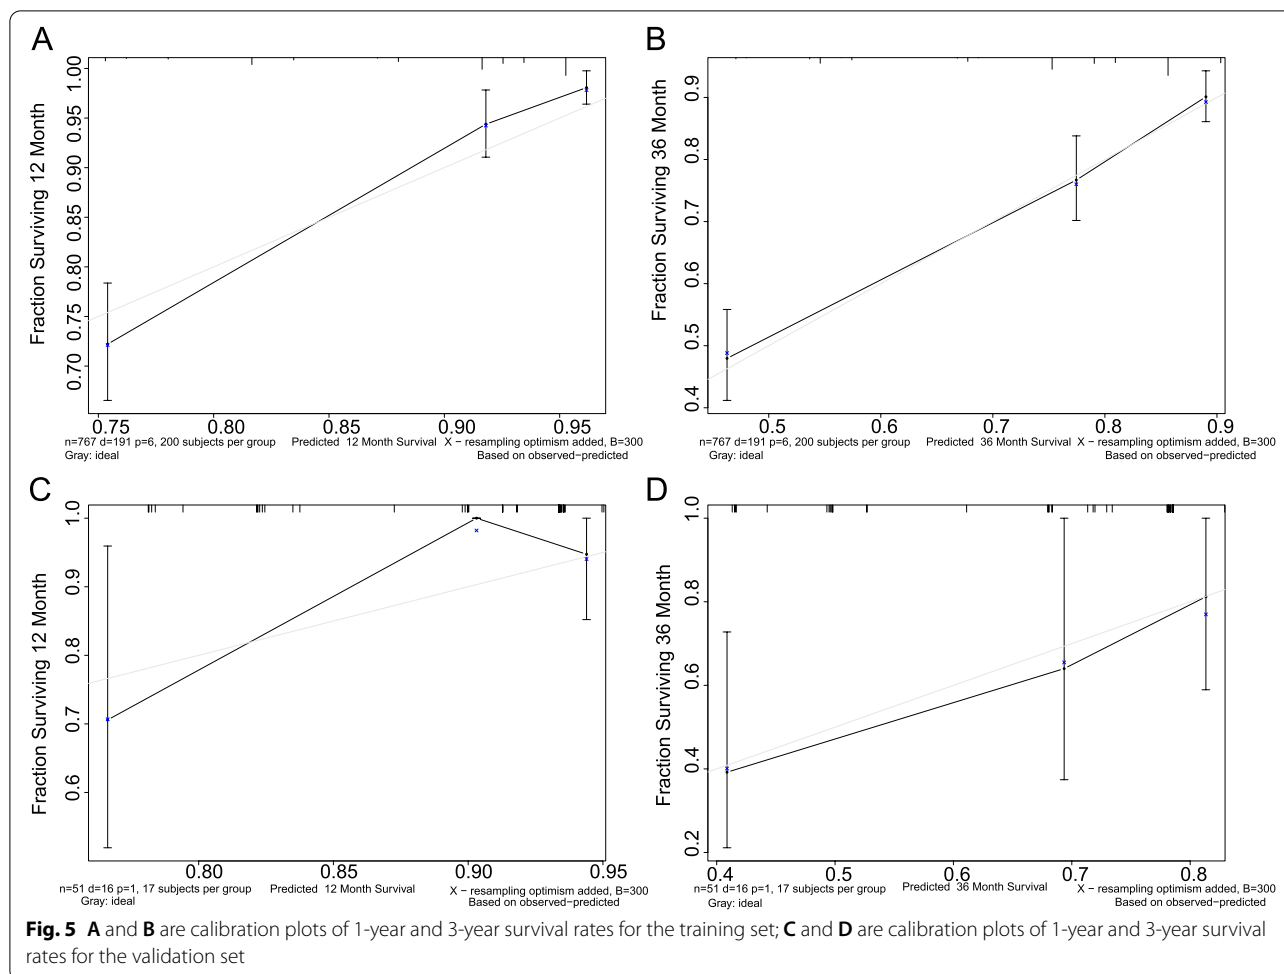 A
Fraction Surviving 12 Month
1.00
0.95
0.90
0.85
0.80
0.75
0.70
0.75 0.80 0.85 0.90 0.95
n=767 d=191 p=6, 200 subjects per group Predicted 12 Month Survival X − resampling optimism added, B=300
Gray: ideal Based on observed−predicted
B
Fraction Surviving 36 Month
0.9
0.8
0.7
0.6
0.5
0.4
0.5 0.6 0.7 0.8 0.9
n=767 d=191 p=6, 200 subjects per group Predicted 36 Month Survival X − resampling optimism added, B=300
Gray: ideal Based on observed−predicted
C
Fraction Surviving 12 Month
1.0
0.9
0.8
0.7
0.6
0.80 0.85 0.90 0.95
n=51 d=16 p=1, 17 subjects per group Predicted 12 Month Survival X − resampling optimism added, B=300
Gray: ideal Based on observed−predicted
D
Fraction Surviving 36 Month
1.0
0.8
0.6
0.4
0.2
0.4 0.5 0.6 0.7 0.8
n=51 d=16 p=1, 17 subjects per group Predicted 36 Month Survival X − resampling optimism added, B=300
Gray: ideal Based on observed−predicted
Fig. 5 A and B are calibration plots of 1-year and 3-year survival rates for the training set; C and D are calibration plots of 1-year and 3-year survival
rates for the validation set